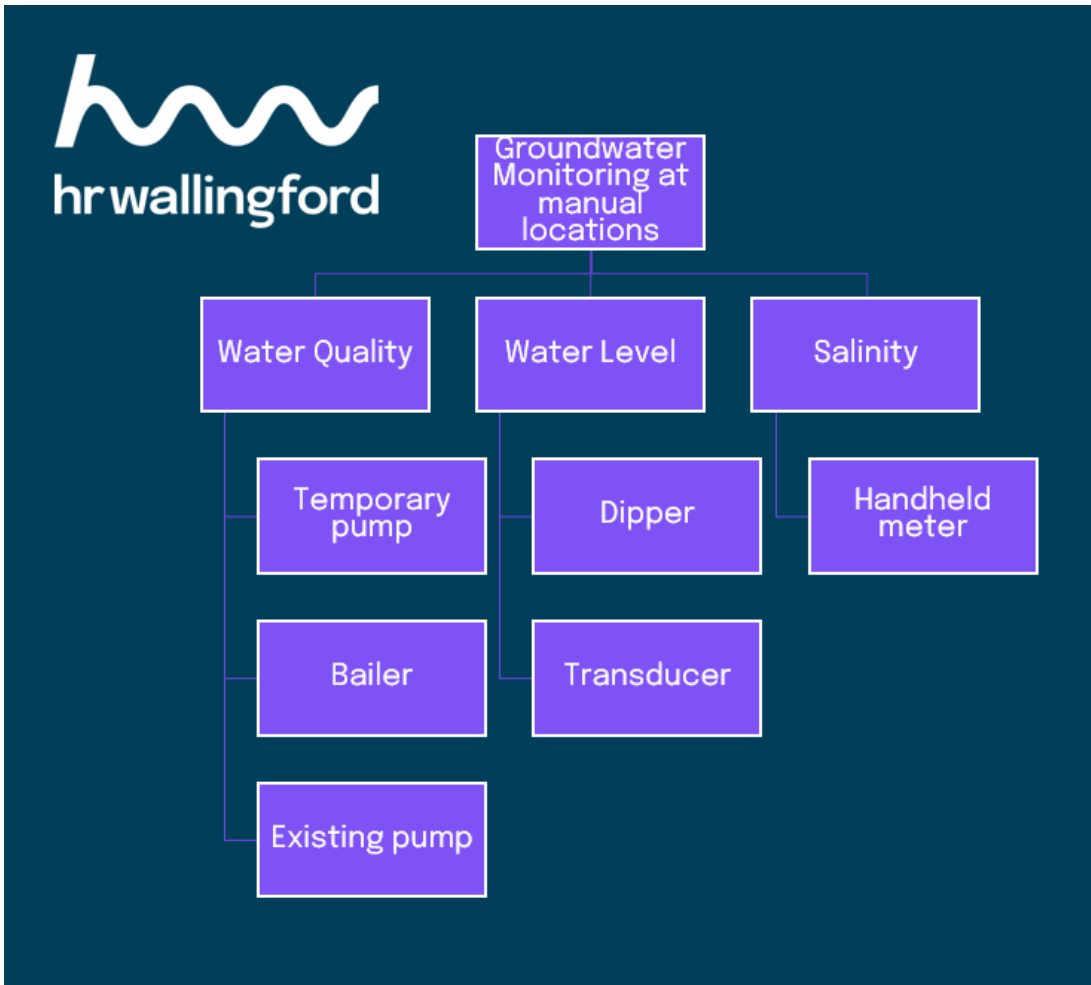 hr wallingford
Groundwater
Monitoring at
manual
locations
Water Quality
Water Level
Salinity
Temporary
pump
Dipper
Handheld
meter
Bailer
Transducer
Existing pump